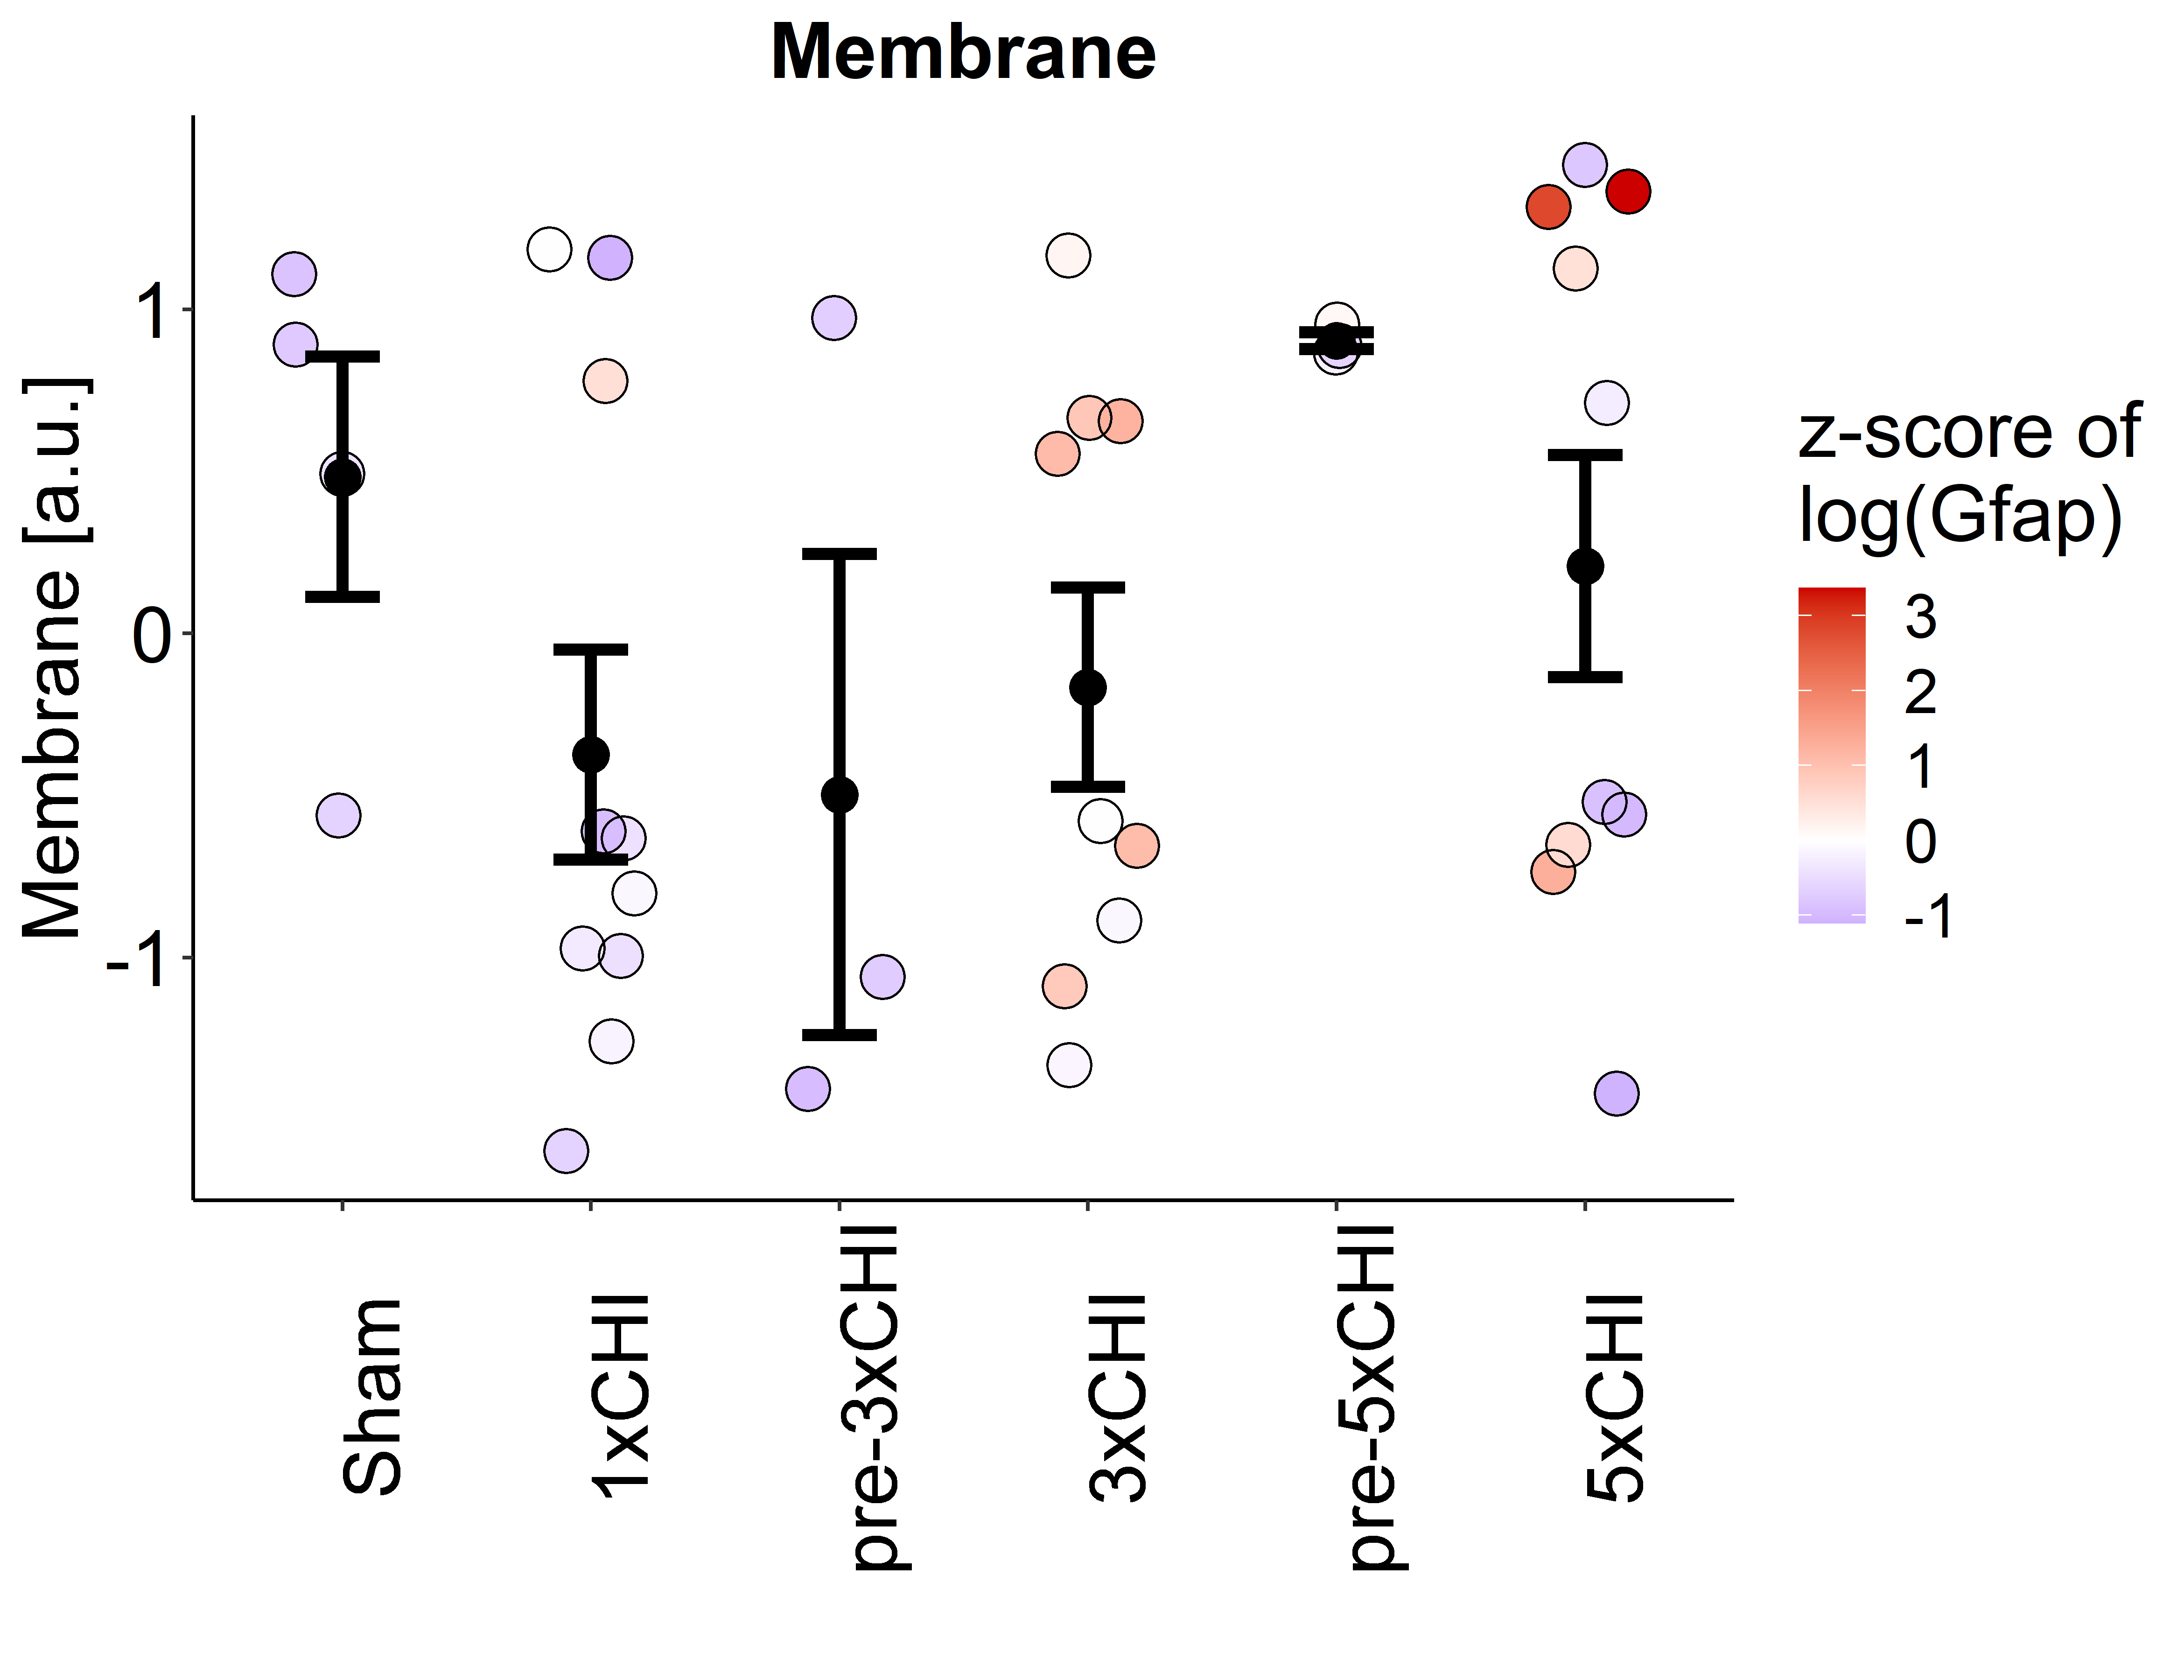 Membrane
Membrane [a.u.]
1
0
-1
Sham
1xCHI
pre-3xCHI
3xCHI
pre-5xCHI
5xCHI
z-score of
log(Gfap)
3
2
1
0
-1